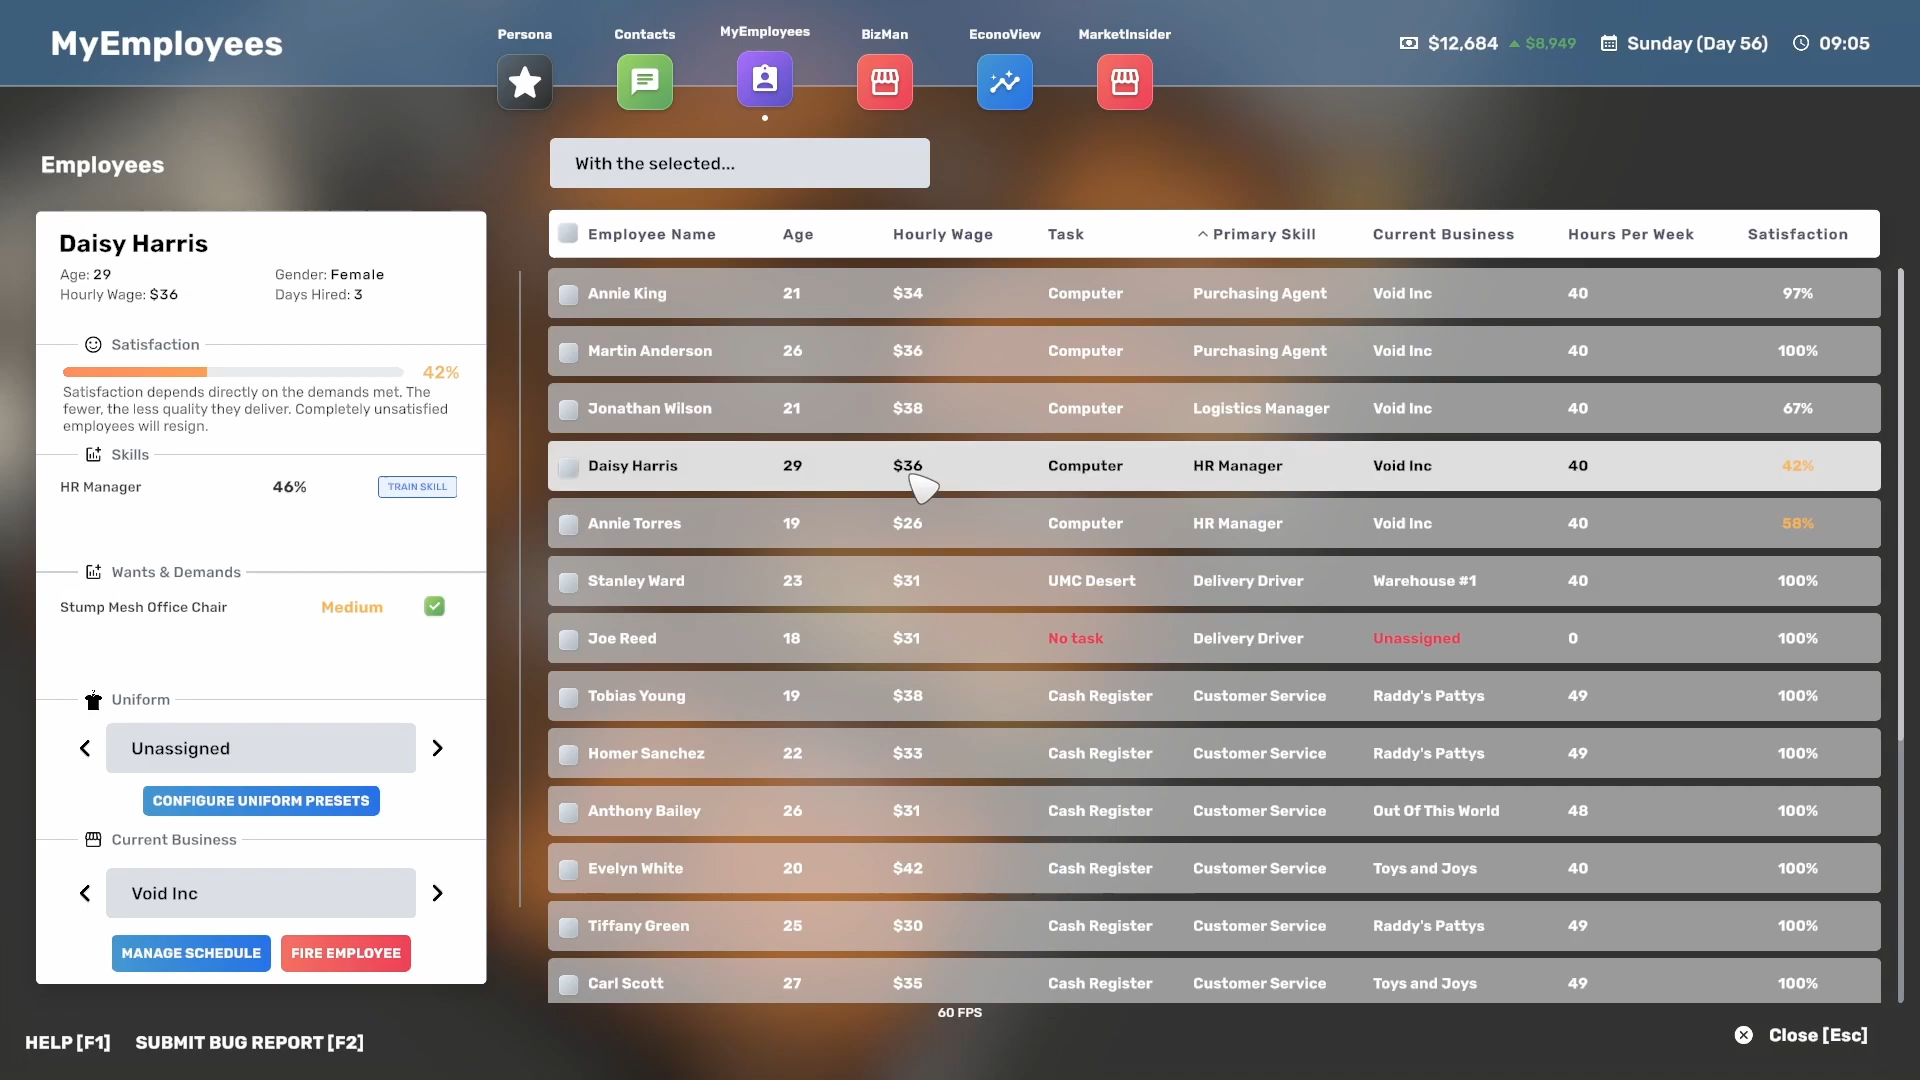 MyEmployees
Persona
Contacts
MyEmployees
BizMan
EconoView
MarketInsider
$12,684
$8,949
Sunday (Day 56)
09:05
Employees
With the selected...
Daisy Harris
Age: 29
Gender: Female
Hourly Wage: $36
Days Hired: 3
Satisfaction
42%
Satisfaction depends directly on the demands met. The
fewer, the less quality they deliver. Completely unsatisfied
employees will resign.
Skills
HR Manager 46% TRAIN SKILL
Wants & Demands
Stump Mesh Office Chair Medium
Uniform
Unassigned
CONFIGURE UNIFORM PRESETS
Current Business
Void Inc
MANAGE SCHEDULE FIRE EMPLOYEE
Employee Name Age Hourly Wage Task Primary Skill Current Business Hours Per Week Satisfaction
Annie King 21 $34 Computer Purchasing Agent Void Inc 40 97%
Martin Anderson 26 $36 Computer Purchasing Agent Void Inc 40 100%
Jonathan Wilson 21 $38 Computer Logistics Manager Void Inc 40 67%
Daisy Harris 29 $36 Computer HR Manager Void Inc 40 42%
Annie Torres 19 $26 Computer HR Manager Void Inc 40 58%
Stanley Ward 23 $31 UMC Desert Delivery Driver Warehouse #1 40 100%
Joe Reed 18 $31 No task Delivery Driver Unassigned 0 100%
Tobias Young 19 $38 Cash Register Customer Service Raddy's Pattys 49 100%
Homer Sanchez 22 $33 Cash Register Customer Service Raddy's Pattys 49 100%
Anthony Bailey 26 $31 Cash Register Customer Service Out Of This World 48 100%
Evelyn White 20 $42 Cash Register Customer Service Toys and Joys 40 100%
Tiffany Green 25 $30 Cash Register Customer Service Raddy's Pattys 49 100%
Carl Scott 27 $35 Cash Register Customer Service Toys and Joys 49 100%
60 FPS
HELP [F1] SUBMIT BUG REPORT [F2]
Close [Esc]